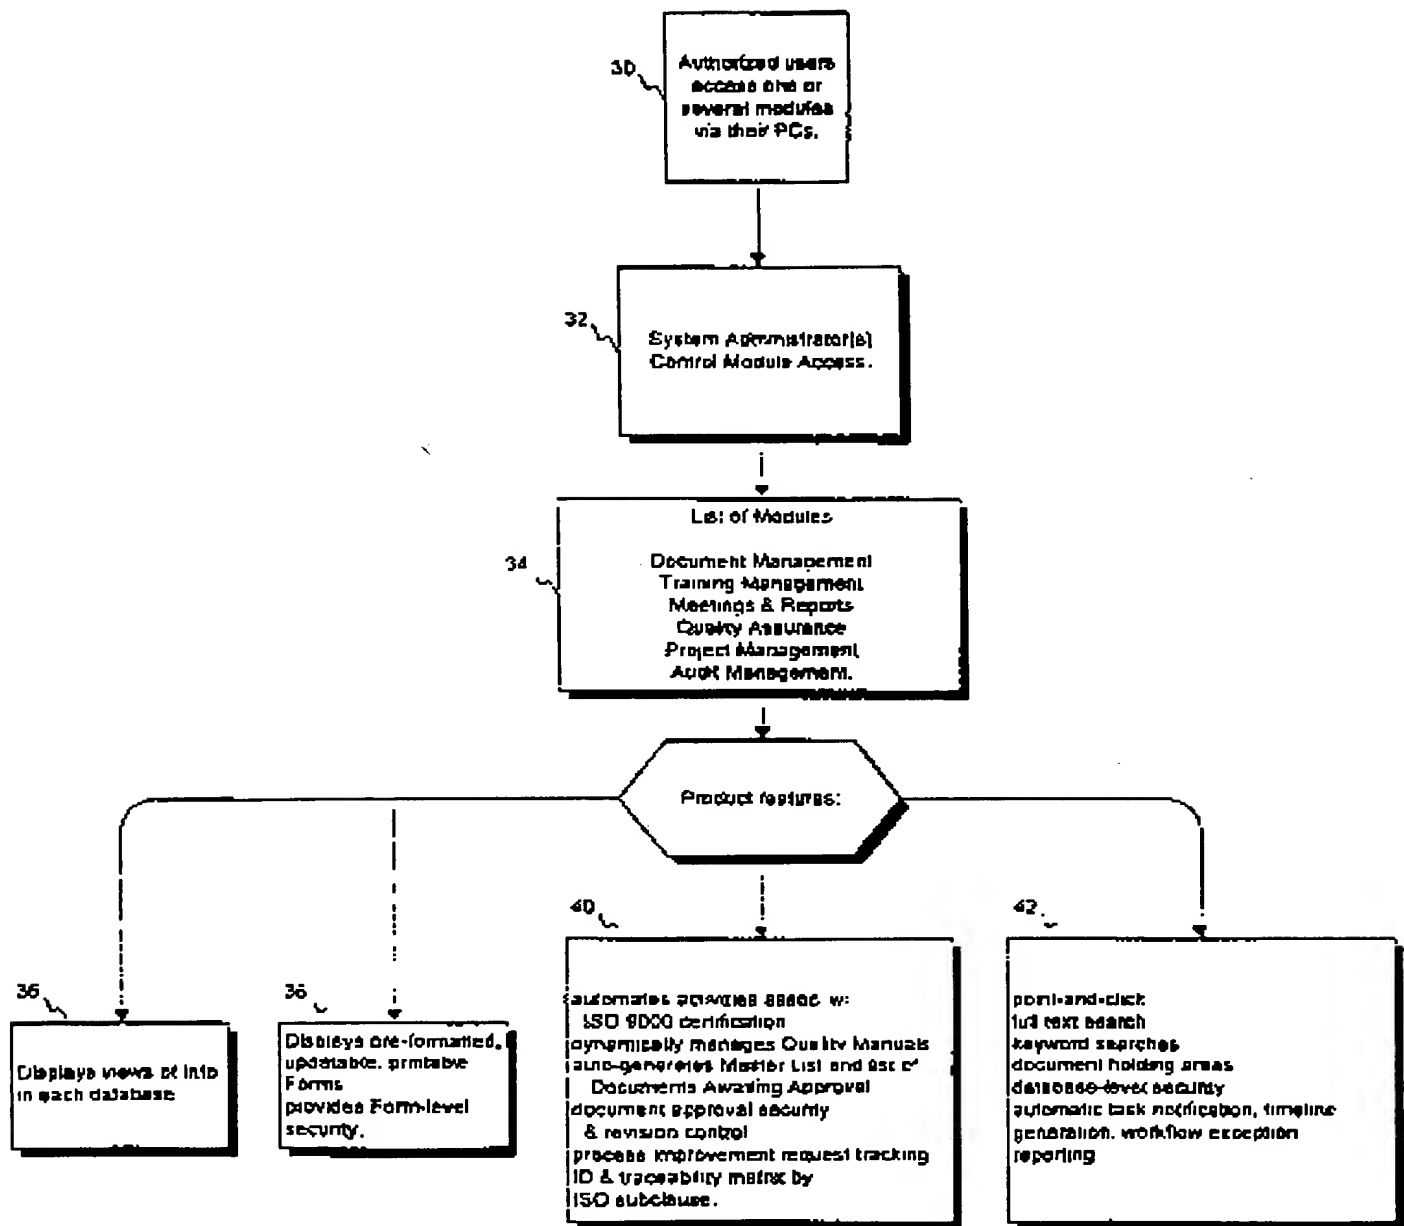 30
Authorized users
access one or
several modules
via their PCs.
32
System Administrator(s)
Control Module Access.
34
List of Modules
Document Management
Training Management
Meetings & Reports
Quality Assurance
Project Management
Audit Management.
Product features:
36
Displays views of info
in each database
38
Displays pre-formatted,
updatable, printable
Forms
provides Form-level
security.
40
automates activities assoc. w:
ISO 9000 certification
dynamically manages Quality Manuals
auto-generates Master List and list of
Documents Awaiting Approval
document approval security
& revision control
process improvement request tracking
ID & traceability matrix by
ISO subclause.
42
point-and-click
full text search
keyword searches
document holding areas
database-level security
automatic task notification, timeline
generation, workflow exception
reporting